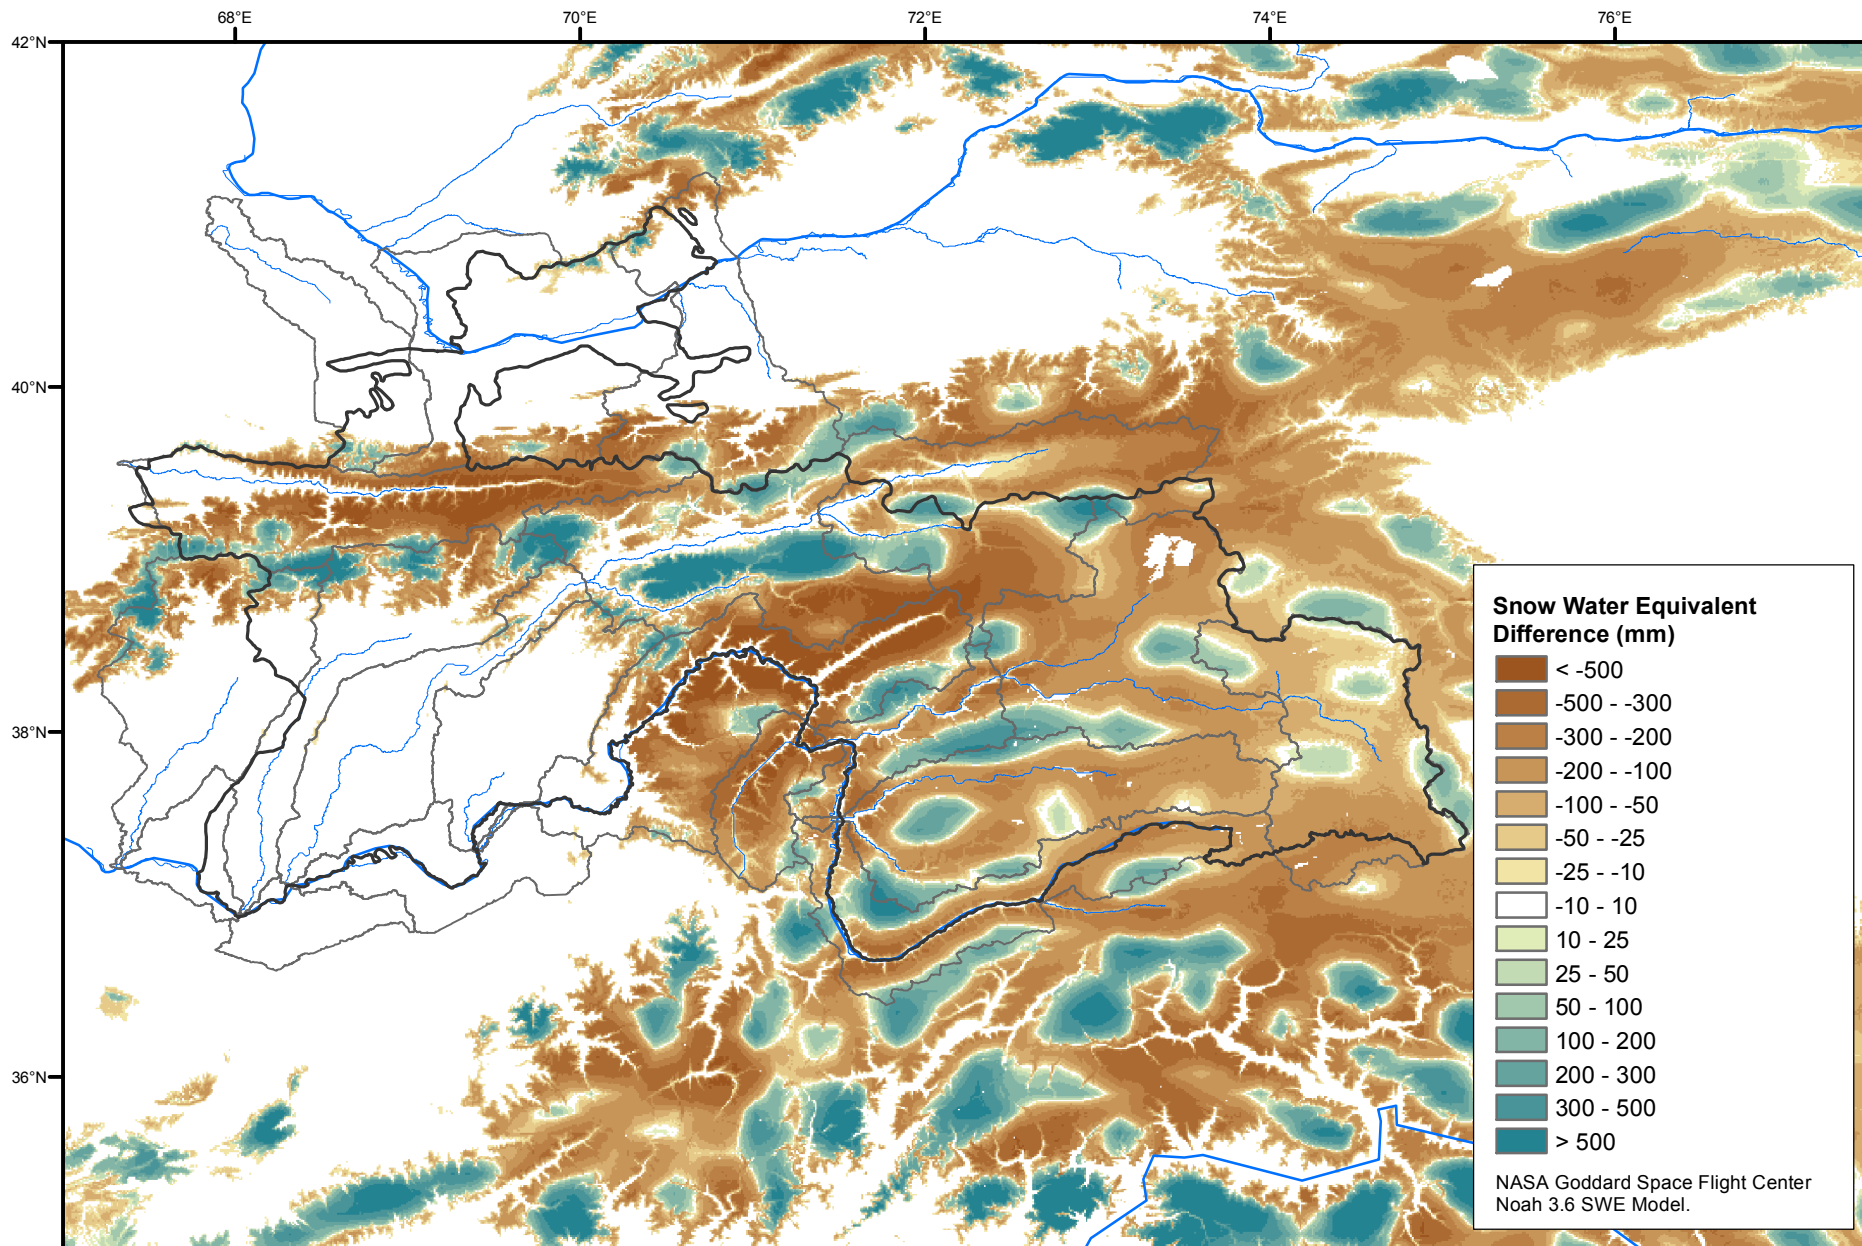 68°E
70°E
72°E
74°E
76°E
42°N
40°N
38°N
36°N
Snow Water Equivalent
Difference (mm)
< -500
-500 - -300
-300 - -200
-200 - -100
-100 - -50
-50 - -25
-25 - -10
-10 - 10
10 - 25
25 - 50
50 - 100
100 - 200
200 - 300
300 - 500
> 500
NASA Goddard Space Flight Center
Noah 3.6 SWE Model.